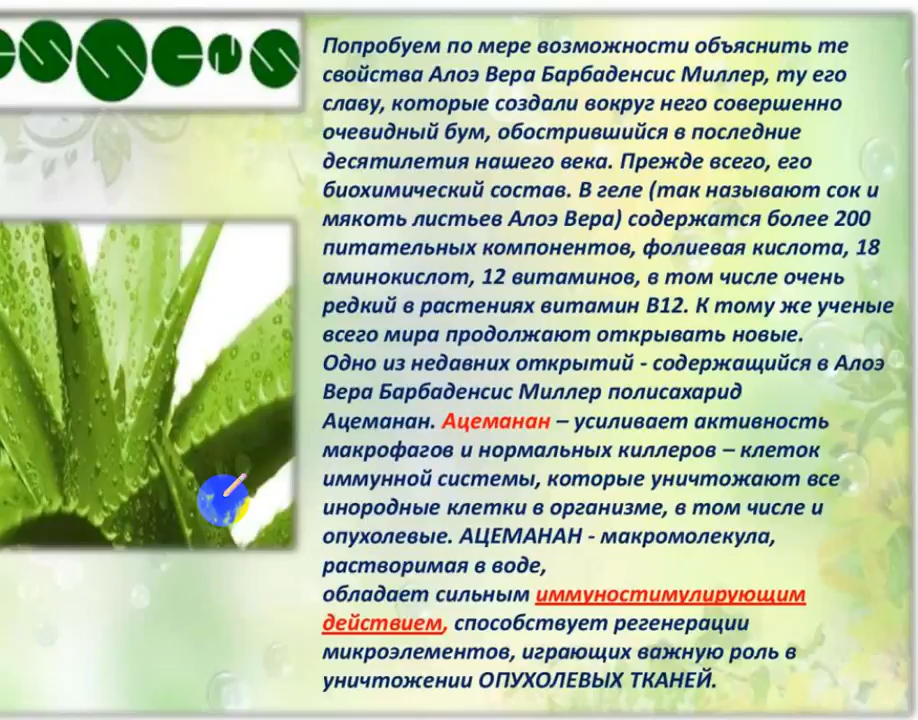 Попробуем по мере возможности объяснить те
свойства Алоэ Вера Барбаденсис Миллер, ту его
славу, которые создали вокруг него совершенно
очевидный бум, обострившийся в последние
десятилетия нашего века. Прежде всего, его
биохимический состав. В геле (так называют сок и
мякоть листьев Алоэ Вера) содержатся более 200
питательных компонентов, фолиевая кислота, 18
аминокислот, 12 витаминов, в том числе очень
редкий в растениях витамин B12. К тому же ученые
всего мира продолжают открывать новые.
Одно из недавних открытий - содержащийся в Алоэ
Вера Барбаденсис Миллер полисахарид
Ацеманан. Ацеманан – усиливает активность
макрофагов и нормальных киллеров – клеток
иммунной системы, которые уничтожают все
инородные клетки в организме, в том числе и
опухолевые. АЦЕМАНАН - макромолекула,
растворимая в воде,
обладает сильным иммуностимулирующим
действием, способствует регенерации
микроэлементов, играющих важную роль в
уничтожении ОПУХОЛЕВЫХ ТКАНЕЙ.